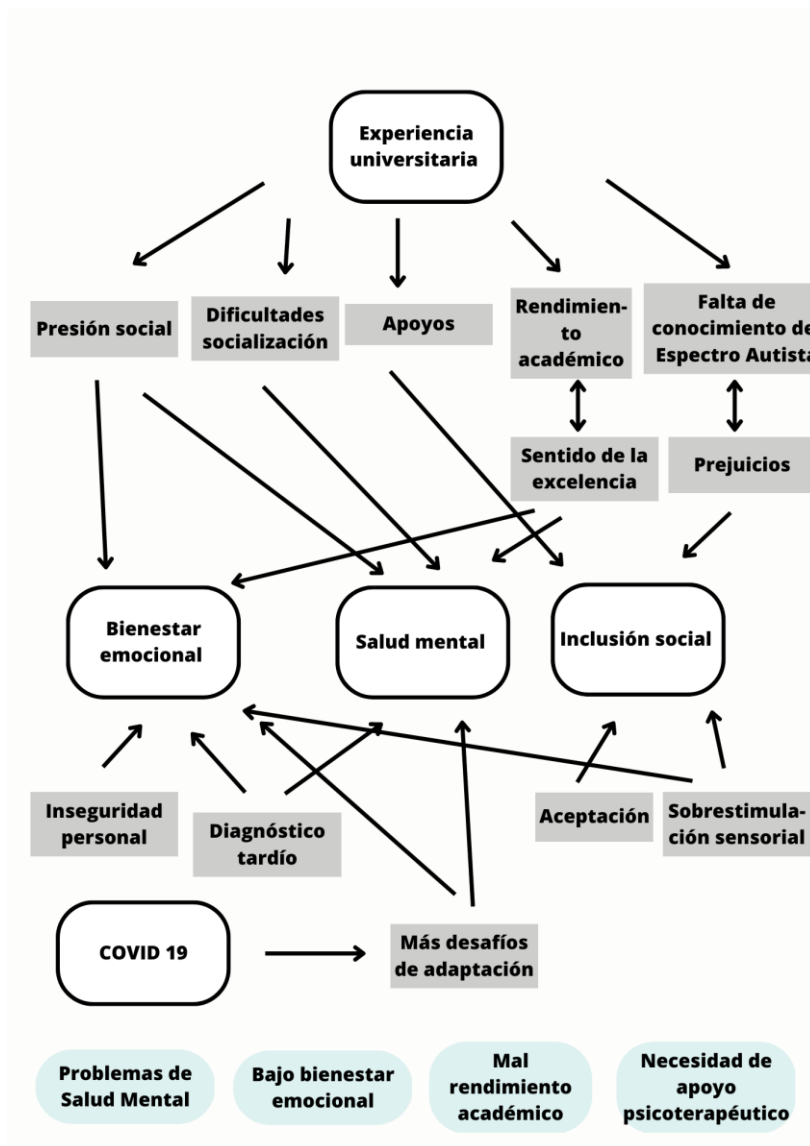 Experiencia
universitaria
Presión social
Dificultades
socialización
Apoyos
Rendimien-
to
académico
Falta de
conocimiento de
Espectro Autista
Sentido de la
excelencia
Prejuicios
Bienestar
emocional
Salud mental
Inclusión social
Inseguridad
personal
Diagnóstico
tardío
Aceptación
Sobrestimula-
ción sensorial
COVID 19
Más desafíos
de adaptación
Problemas de
Salud Mental
Bajo bienestar
emocional
Mal
rendimiento
académico
Necesidad de
apoyo
psicoterapéutico